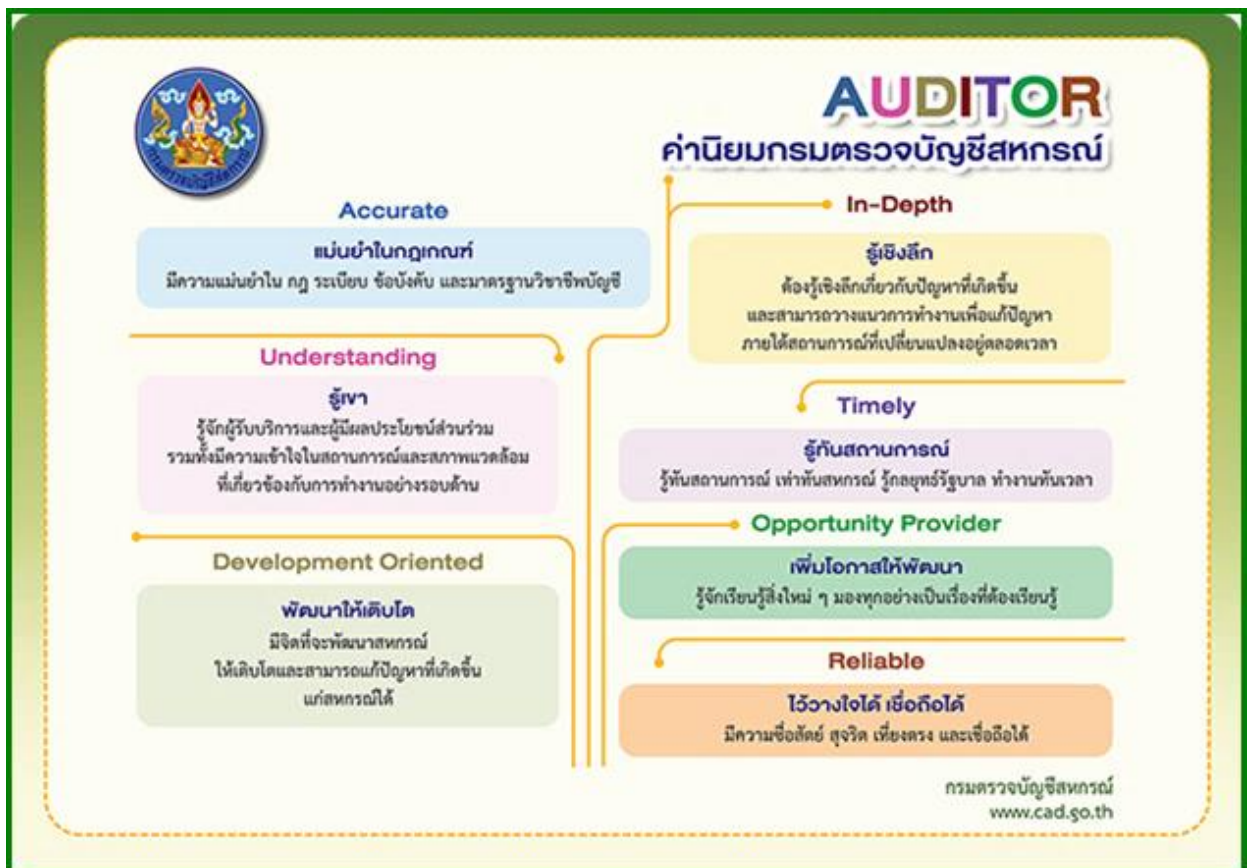 AUDITOR
ค่านิยมกรมตรวจบัญชีสหกรณ์
กรมตรวจบัญชีสหกรณ์
Accurate
แม่นยำในกฎเกณฑ์
มีความแม่นยำใน กฎ ระเบียบ ข้อบังคับ และมาตรฐานวิชาชีพบัญชี
Understanding
รู้เขา
รู้จักผู้รับบริการและผู้มีผลประโยชน์ส่วนร่วม
รวมทั้งมีความเข้าใจในสถานการณ์และสภาพแวดล้อม
ที่เกี่ยวข้องกับการทำงานอย่างรอบด้าน
Development Oriented
พัฒนาให้เติบโต
มีจิตที่จะพัฒนาสหกรณ์
ให้เติบโตและสามารถแก้ปัญหาที่เกิดขึ้น
แก่สหกรณ์ได้
In-Depth
รู้เชิงลึก
ต้องรู้เชิงลึกเกี่ยวกับปัญหาที่เกิดขึ้น
และสามารถวางแนวการทำงานเพื่อแก้ปัญหา
ภายใต้สถานการณ์ที่เปลี่ยนแปลงอยู่ตลอดเวลา
Timely
รู้ทันสถานการณ์
รู้ทันสถานการณ์ เท่าทันสหกรณ์ รู้กลยุทธ์รัฐบาล ทำงานทันเวลา
Opportunity Provider
เพิ่มโอกาสให้พัฒนา
รู้จักเรียนรู้สิ่งใหม่ ๆ มองทุกอย่างเป็นเรื่องที่ต้องเรียนรู้
Reliable
ไว้วางใจได้ เชื่อถือได้
มีความซื่อสัตย์ สุจริต เที่ยงตรง และเชื่อถือได้
กรมตรวจบัญชีสหกรณ์
www.cad.go.th